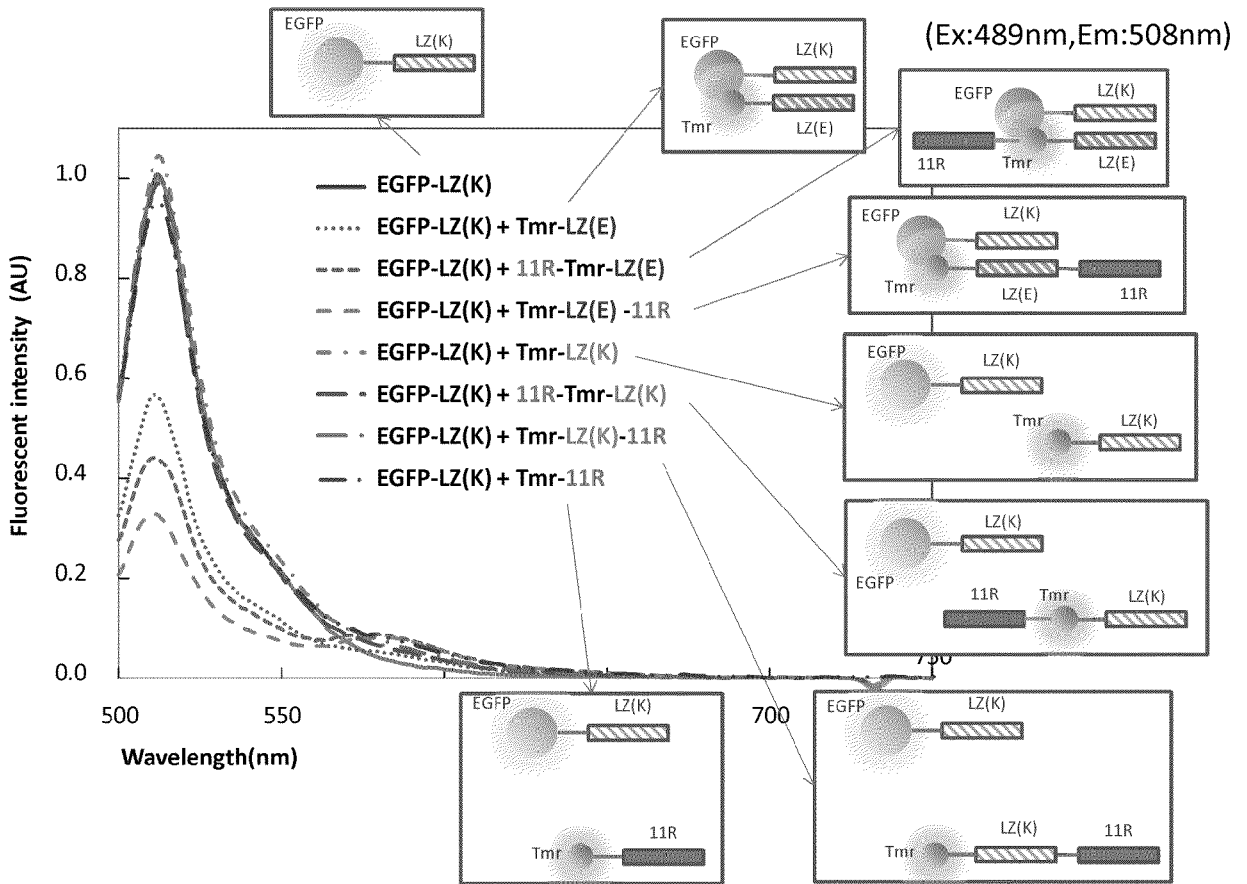 (Ex:489nm,Em:508nm)
EGFP
LZ(K)
EGFP
LZ(K)
Tmr
LZ(E)
EGFP
LZ(K)
11R
Tmr
LZ(E)
EGFP
LZ(K)
Tmr
LZ(E)
11R
EGFP
LZ(K)
Tmr
LZ(K)
EGFP
LZ(K)
11R
Tmr
LZ(K)
EGFP-LZ(K)
EGFP-LZ(K) + Tmr-LZ(E)
EGFP-LZ(K) + 11R-Tmr-LZ(E)
EGFP-LZ(K) + Tmr-LZ(E) -11R
EGFP-LZ(K) + Tmr-LZ(K)
EGFP-LZ(K) + 11R-Tmr-LZ(K)
EGFP-LZ(K) + Tmr-LZ(K)-11R
EGFP-LZ(K) + Tmr-11R
Fluorescent intensity (AU)
1.0
0.8
0.6
0.4
0.2
0.0
500
550
700
Wavelength(nm)
EGFP
LZ(K)
Tmr
11R
EGFP
LZ(K)
Tmr
LZ(K)
11R